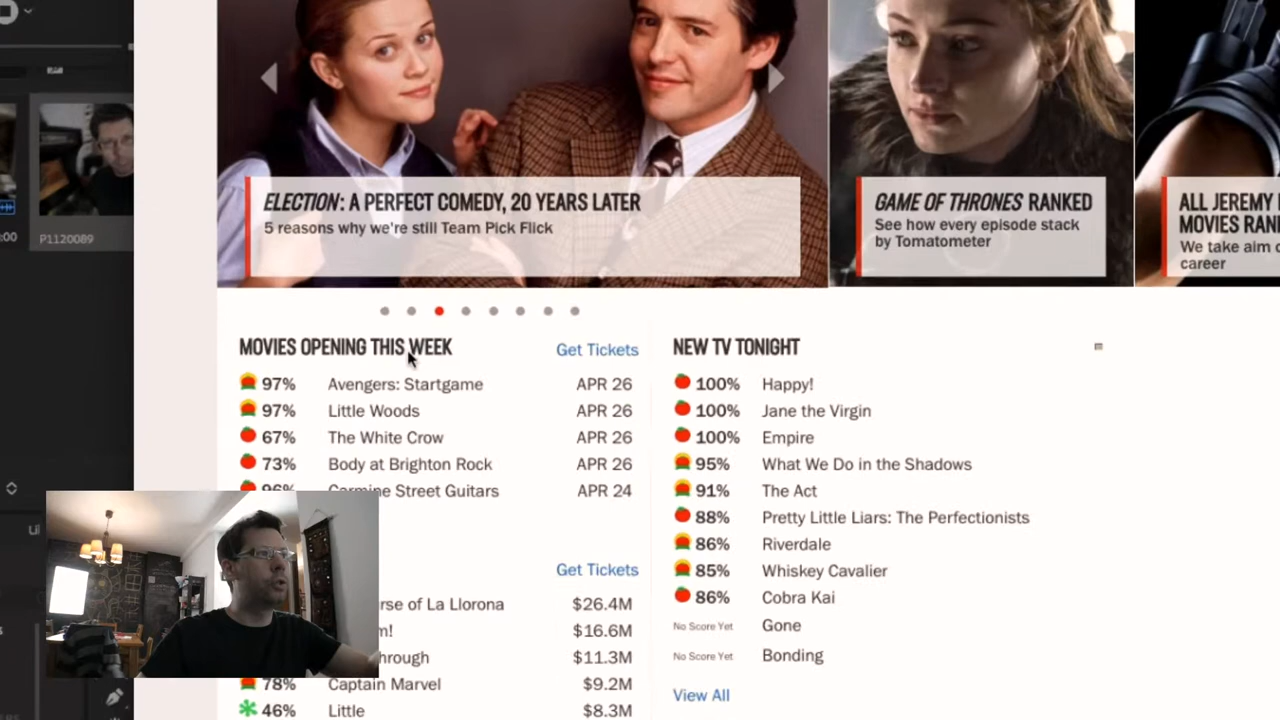 ELECTION: A PERFECT COMEDY, 20 YEARS LATER
5 reasons why we're still Team Pick Flick
GAME OF THRONES RANKED
See how every episode stack
by Tomatometer
ALL JEREMY
MOVIES
We take aim
career
:00
P1120089
MOVIES OPENING THIS WEEK
Get Tickets
97% Avengers: Startgame APR 26
97% Little Woods APR 26
67% The White Crow APR 26
73% Body at Brighton Rock APR 26
96% Carmine Street Guitars APR 24
Get Tickets
rse of La Llorona $26.4M
m! $16.6M
hrough $11.3M
78% Captain Marvel $9.2M
46% Little $8.3M
NEW TV TONIGHT
100% Happy!
100% Jane the Virgin
100% Empire
95% What We Do in the Shadows
91% The Act
88% Pretty Little Liars: The Perfectionists
86% Riverdale
85% Whiskey Cavalier
86% Cobra Kai
No Score Yet Gone
No Score Yet Bonding
View All